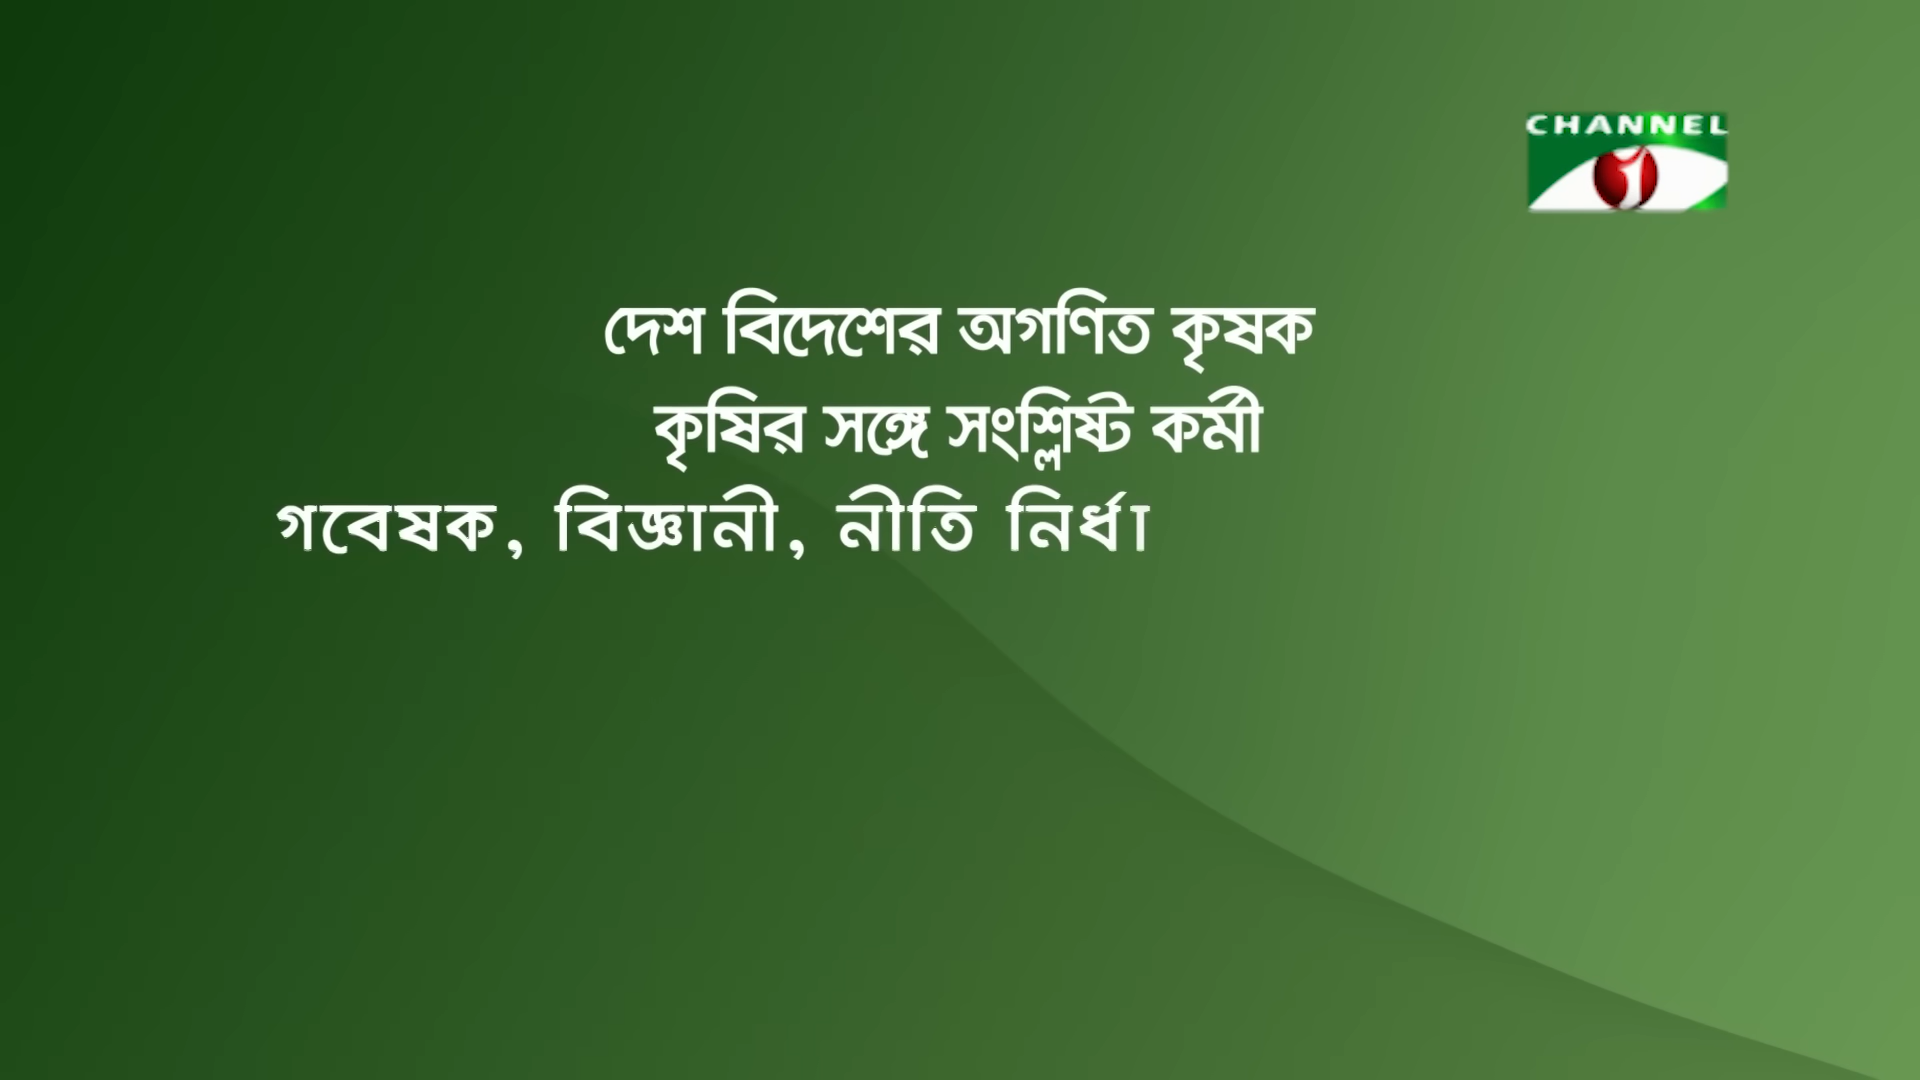 CHANNEL
দেশ বিদেশের অগণিত কৃষক
কৃষির সঙ্গে সংশ্লিষ্ট কর্মী
গবেষক, বিজ্ঞানী, নীতি নির্ধা